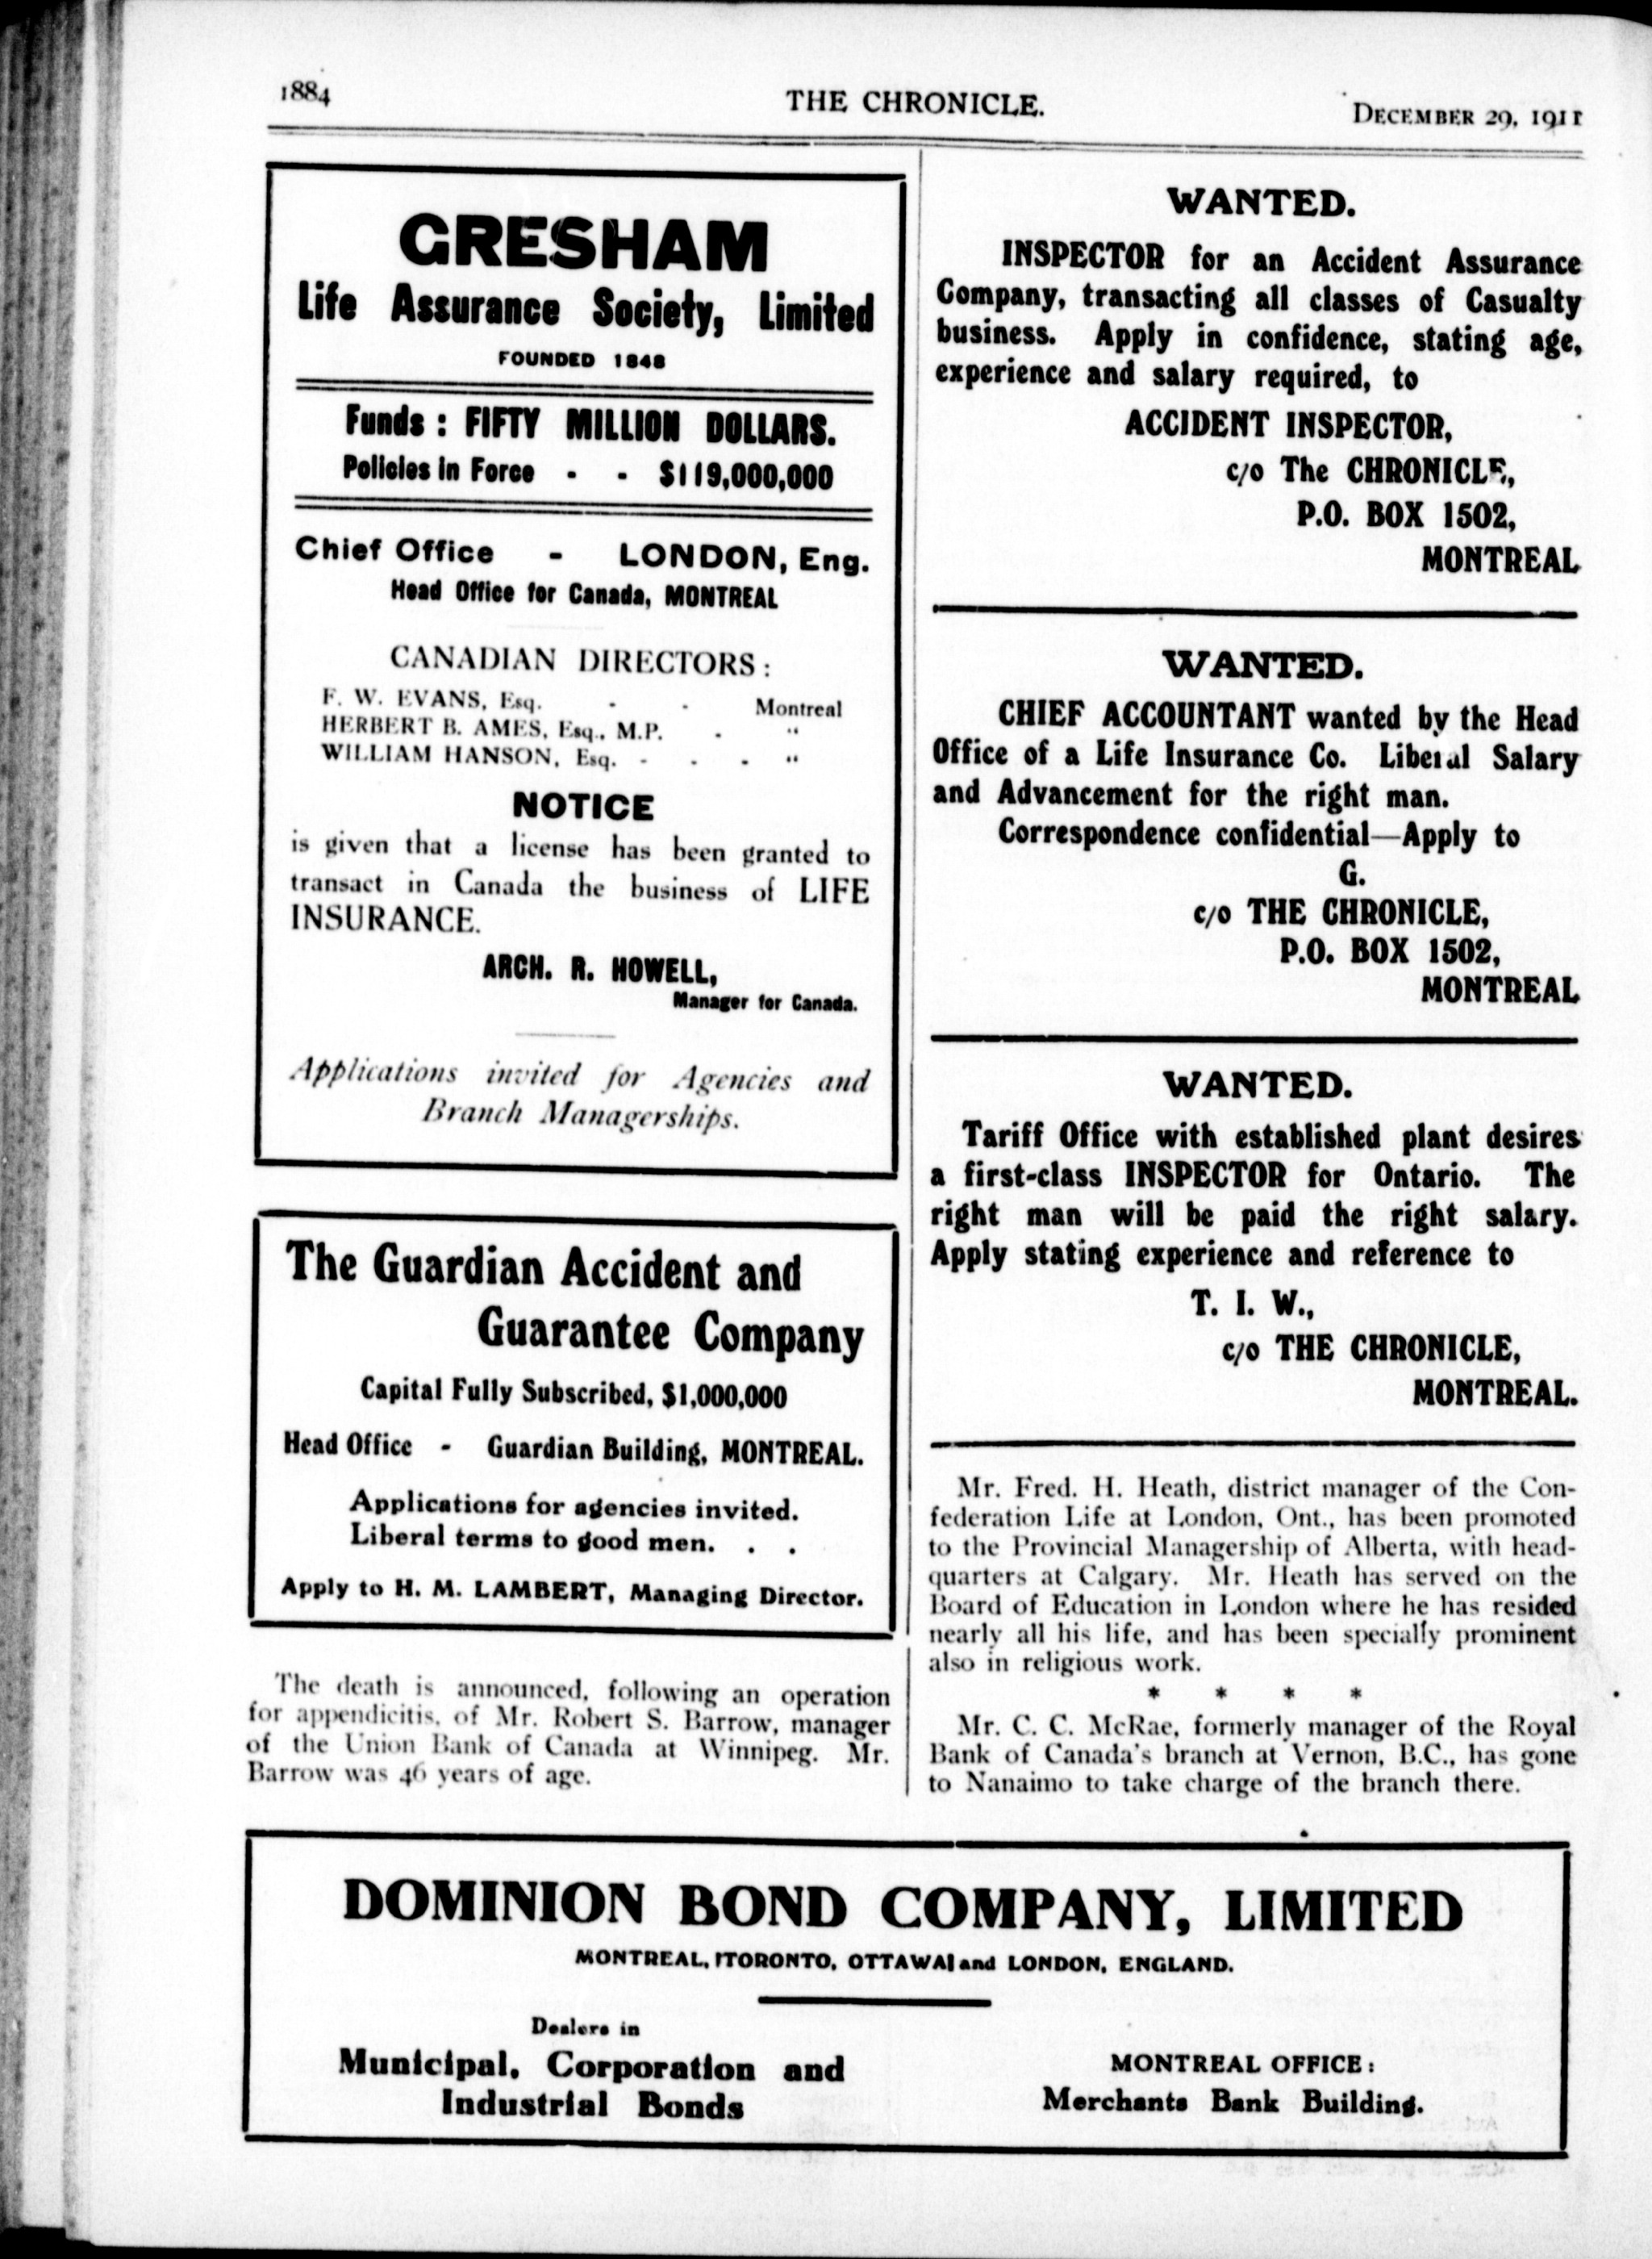 1884
THE CHRONICLE.
DECEMBER 29, 1911
GRESHAM
Life Assurance Society, Limited
FOUNDED 1848
Funds : FIFTY MILLION DOLLARS.
Policies in Force - - $119,000,000
Chief Office - LONDON, Eng.
Head Office for Canada, MONTREAL
CANADIAN DIRECTORS :
F. W. EVANS, Esq. - - Montreal
HERBERT B. AMES, Esq., M.P. - "
WILLIAM HANSON, Esq. - - - "
NOTICE
is given that a license has been granted to
transact in Canada the business of LIFE
INSURANCE.
ARCH. R. HOWELL,
Manager for Canada.
Applications invited for Agencies and
Branch Managerships.
The Guardian Accident and
Guarantee Company
Capital Fully Subscribed, $1,000,000
Head Office - Guardian Building, MONTREAL.
Applications for agencies invited.
Liberal terms to good men. . .
Apply to H. M. LAMBERT, Managing Director.
The death is announced, following an operation
for appendicitis, of Mr. Robert S. Barrow, manager
of the Union Bank of Canada at Winnipeg. Mr.
Barrow was 46 years of age.
WANTED.
INSPECTOR for an Accident Assurance
Company, transacting all classes of Casualty
business. Apply in confidence, stating age,
experience and salary required, to
ACCIDENT INSPECTOR,
c/o The CHRONICLE,
P.O. BOX 1502,
MONTREAL
WANTED.
CHIEF ACCOUNTANT wanted by the Head
Office of a Life Insurance Co. Liberal Salary
and Advancement for the right man.
Correspondence confidential—Apply to
G.
c/o THE CHRONICLE,
P.O. BOX 1502,
MONTREAL
WANTED.
Tariff Office with established plant desires
a first-class INSPECTOR for Ontario. The
right man will be paid the right salary.
Apply stating experience and reference to
T. I. W.,
c/o THE CHRONICLE,
MONTREAL.
Mr. Fred. H. Heath, district manager of the Con-
federation Life at London, Ont., has been promoted
to the Provincial Managership of Alberta, with head-
quarters at Calgary. Mr. Heath has served on the
Board of Education in London where he has resided
nearly all his life, and has been specially prominent
also in religious work.
* * * *
Mr. C. C. McRae, formerly manager of the Royal
Bank of Canada's branch at Vernon, B.C., has gone
to Nanaimo to take charge of the branch there.
DOMINION BOND COMPANY, LIMITED
MONTREAL, TORONTO, OTTAWA and LONDON, ENGLAND.
Dealers in
Municipal, Corporation and
Industrial Bonds
MONTREAL OFFICE :
Merchants Bank Building.